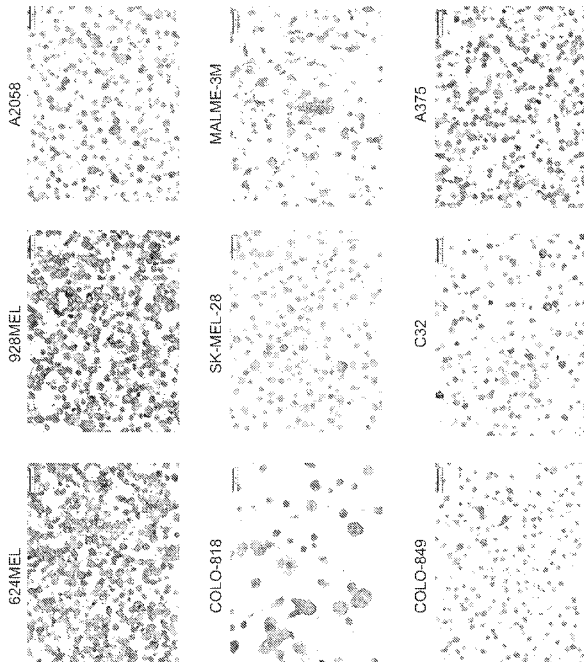 624MEL
928MEL
A2058
COLO-818
SK-MEL-28
MALME-3M
COLO-849
C32
A375